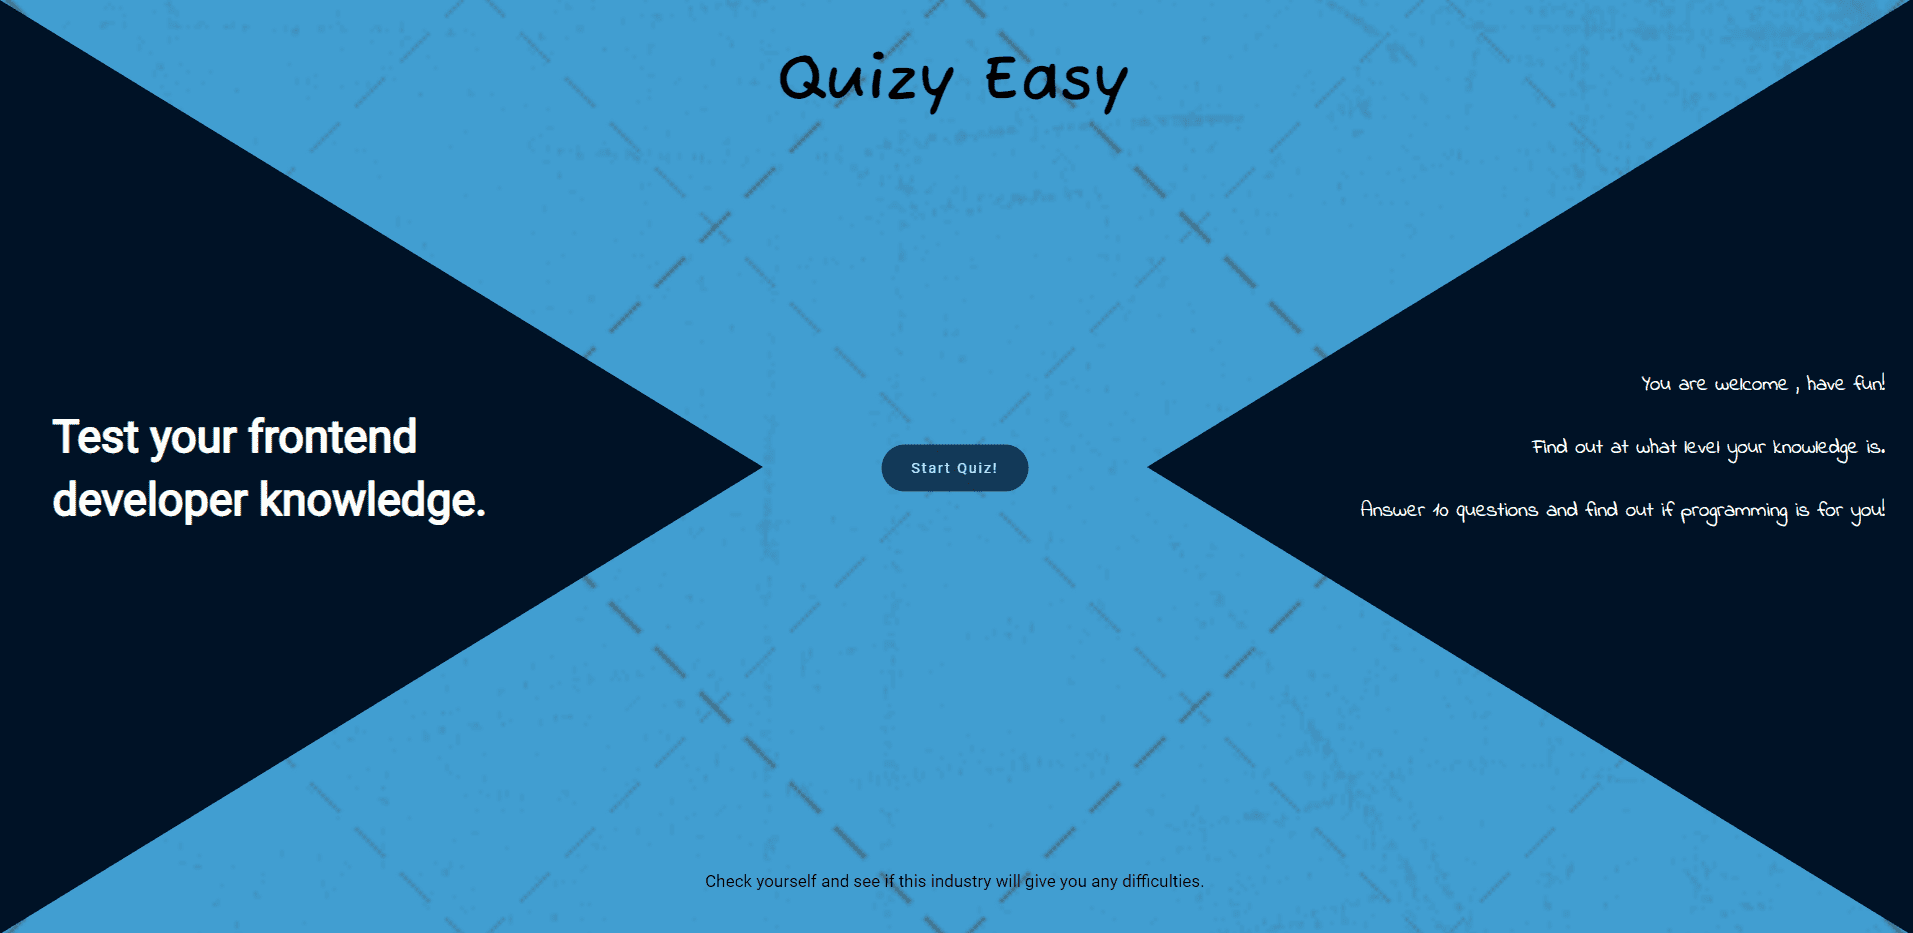 Quizy Easy
Test your frontend
developer knowledge.
Start Quiz!
You are welcome , have fun!
Find out at what level your knowledge is.
Answer 10 questions and find out if programming is for you!
Check yourself and see if this industry will give you any difficulties.